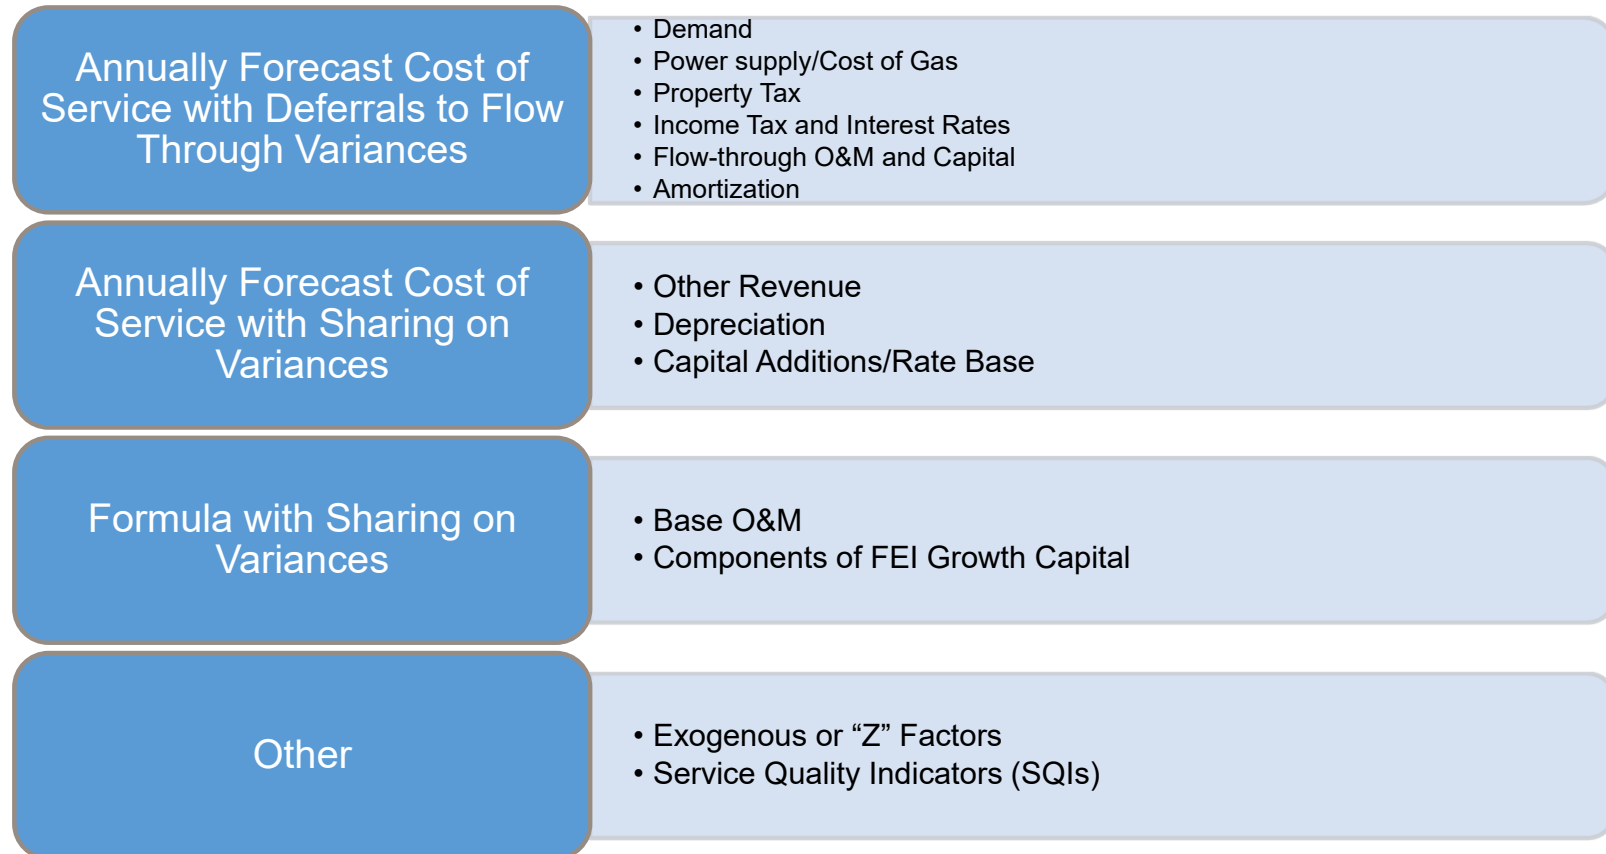 Annually Forecast Cost of
Service with Deferrals to Flow
Through Variances
• Demand
• Power supply/Cost of Gas
• Property Tax
• Income Tax and Interest Rates
• Flow-through O&M and Capital
• Amortization
Annually Forecast Cost of
Service with Sharing on
Variances
• Other Revenue
• Depreciation
• Capital Additions/Rate Base
Formula with Sharing on
Variances
• Base O&M
• Components of FEI Growth Capital
Other
• Exogenous or “Z” Factors
• Service Quality Indicators (SQIs)